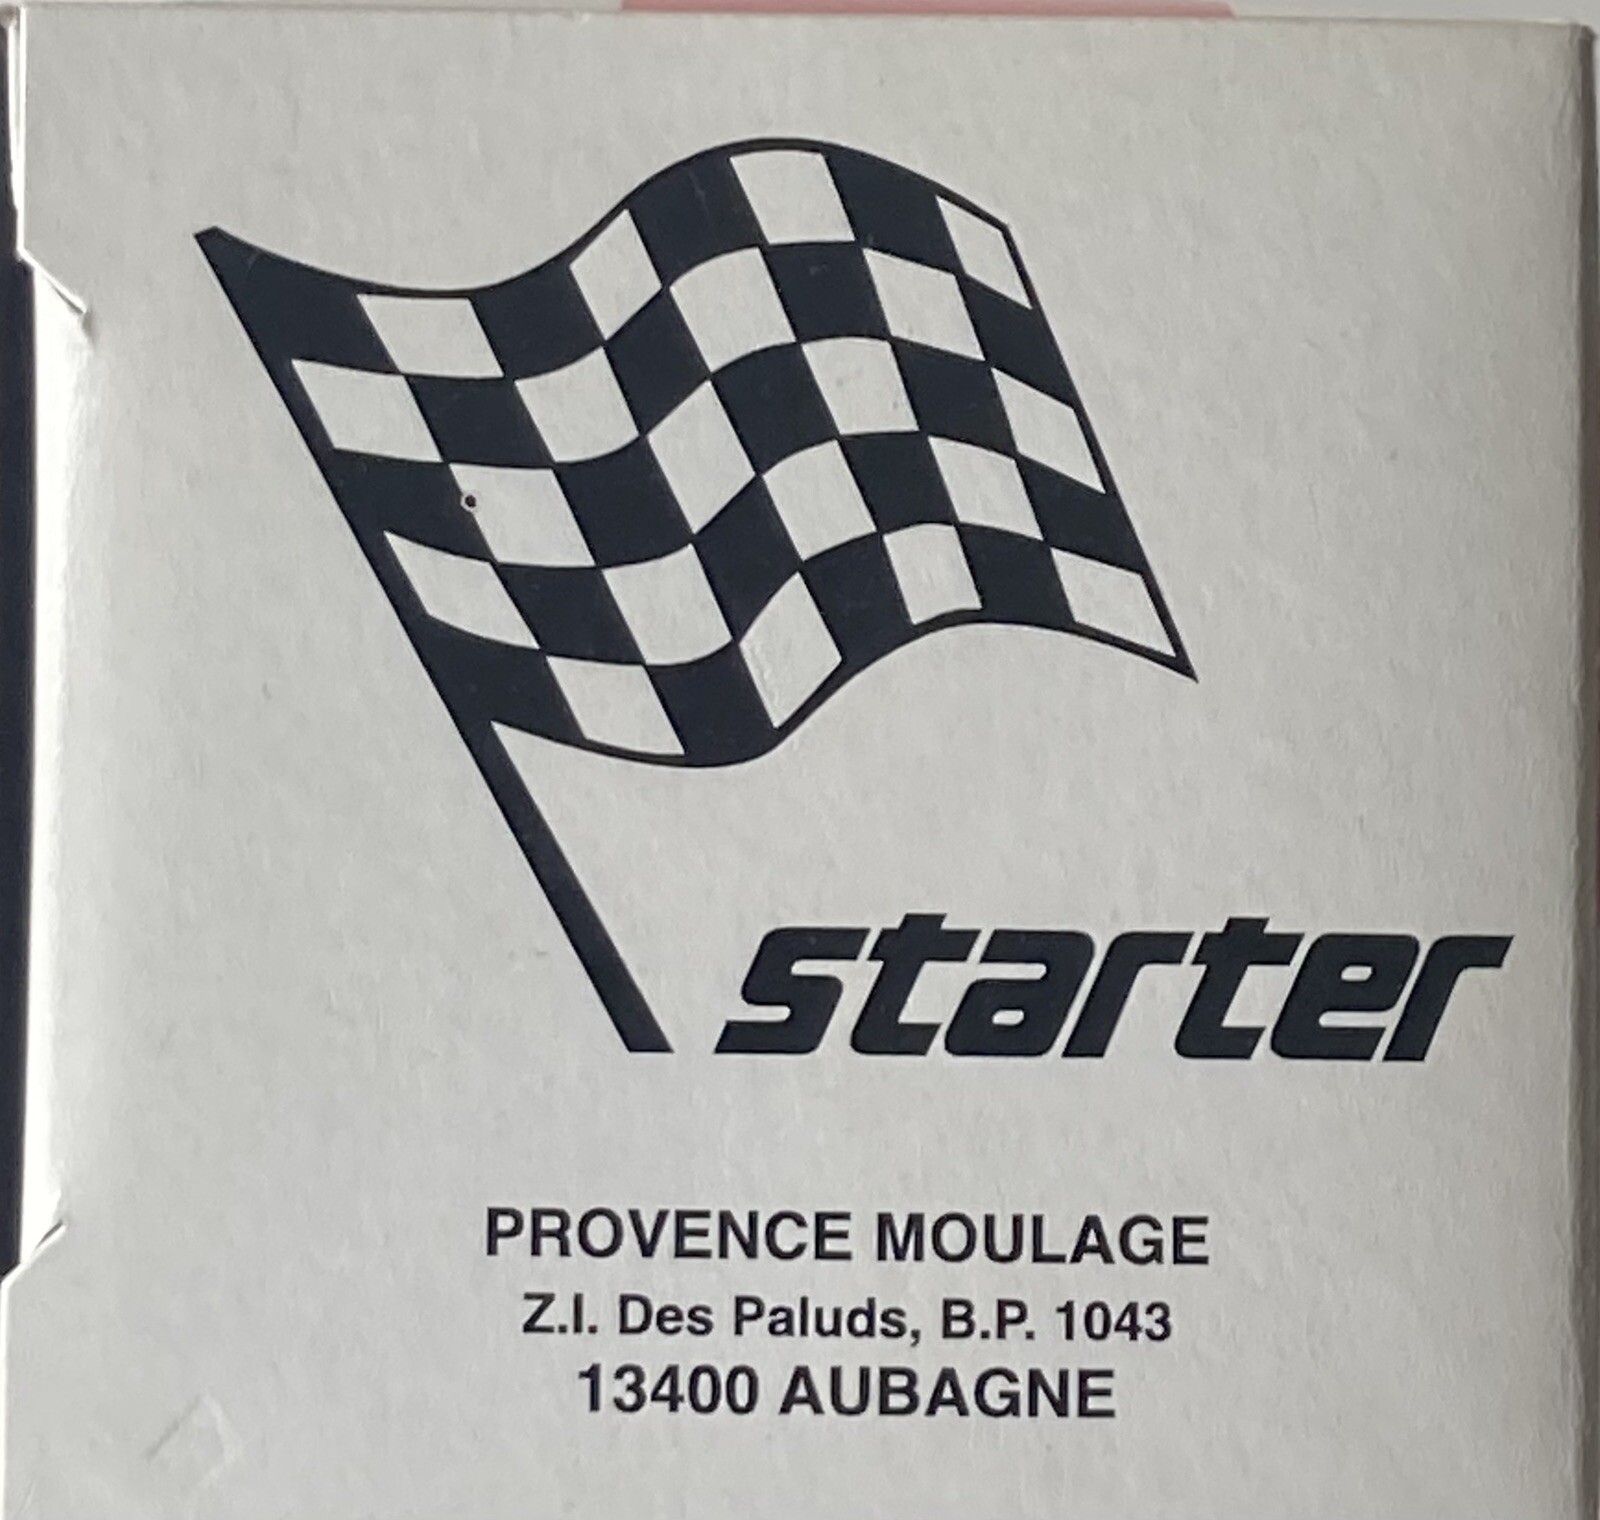 starter
PROVENCE MOULAGE
Z.I. Des Paluds, B.P. 1043
13400 AUBAGNE